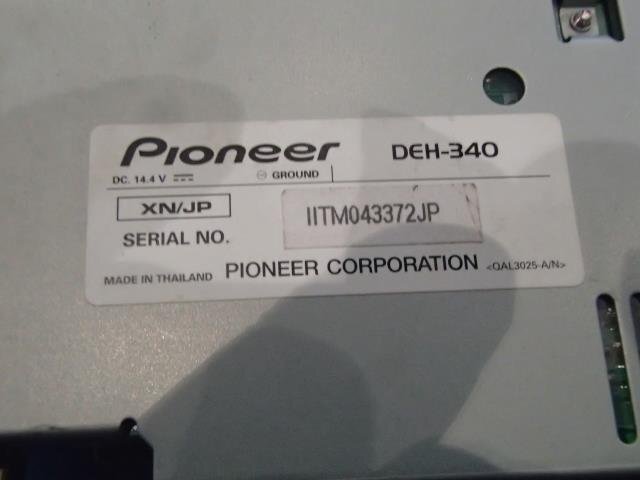 Pioneer DEH-340
DC. 14.4 V ⎓ ⊖ GROUND
XN/JP
SERIAL NO. IITM043372JP
MADE IN THAILAND PIONEER CORPORATION <QAL3025-A/N>